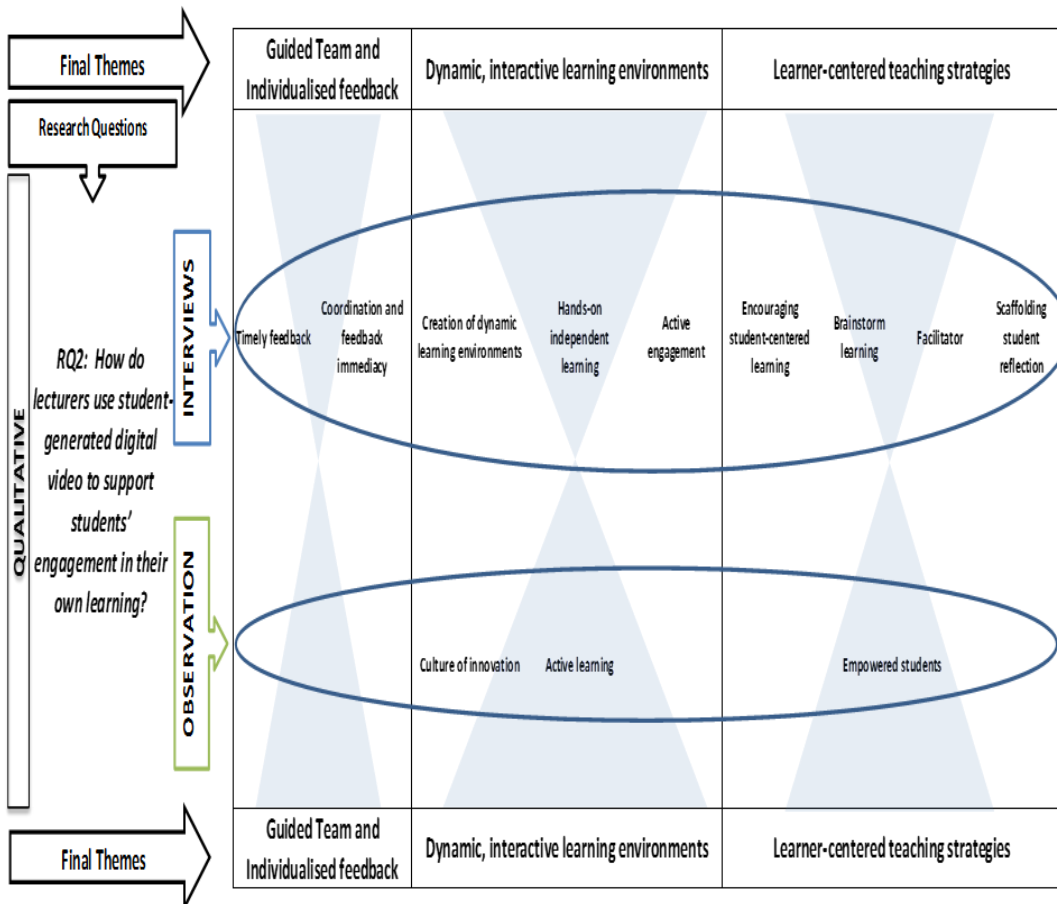 Final Themes
Guided Team and
Individualised feedback
Dynamic, interactive learning environments
Learner-centered teaching strategies
Research Questions
QUALITATIVE
RQ2: How do
lecturers use student-
generated digital
video to support
students'
engagement in their
own learning?
INTERVIEWS
Timely feedback
Coordination and
feedback
immediacy
Creation of dynamic
learning environments
Hands-on
independent
learning
Active
engagement
Encouraging
student-centered
learning
Brainstorm
learning
Facilitator
Scaffolding
student
reflection
OBSERVATION
Culture of innovation
Active learning
Empowered students
Final Themes
Guided Team and
Individualised feedback
Dynamic, interactive learning environments
Learner-centered teaching strategies